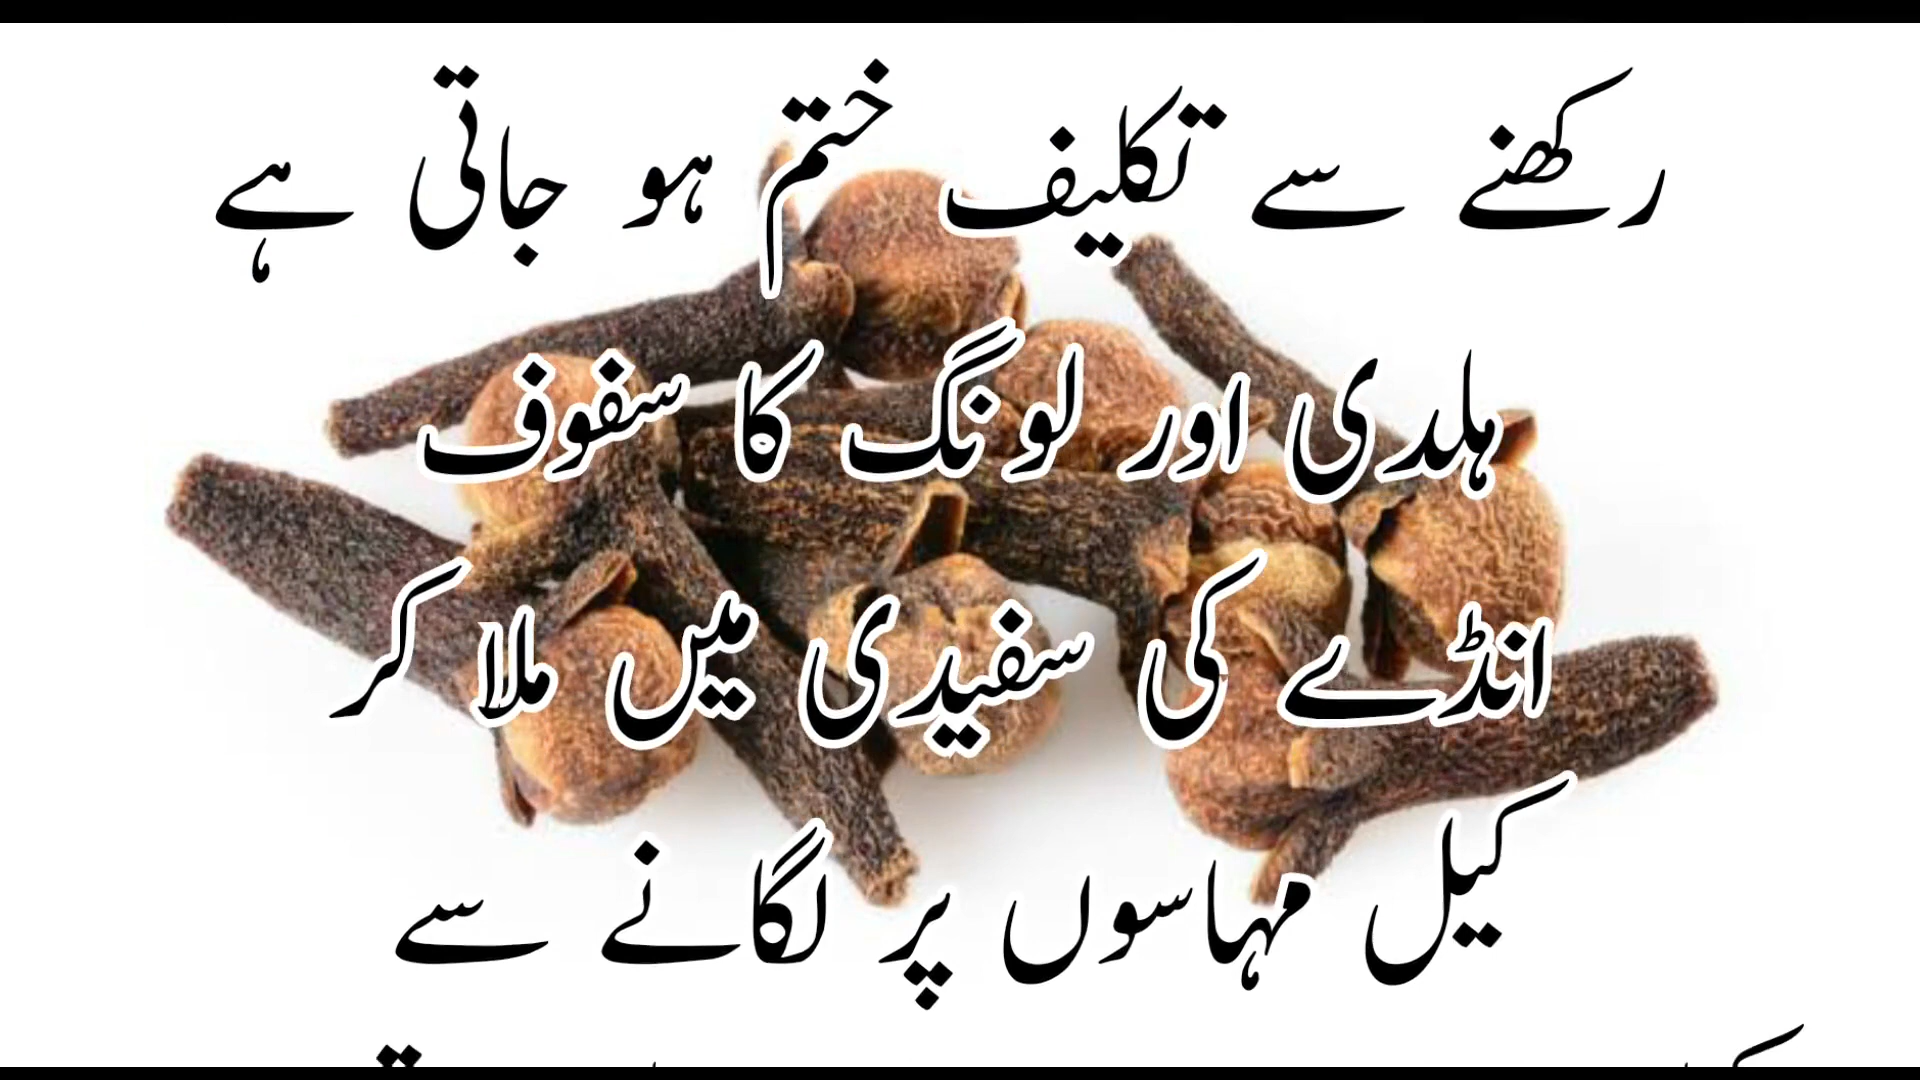 رکھنے سے تکلیف ختم ہو جاتی ہے
ہلدی اور لونگ کا سفوف
انڈے کی سفیدی میں ملا کر
کیل مہاسوں پر لگانے سے